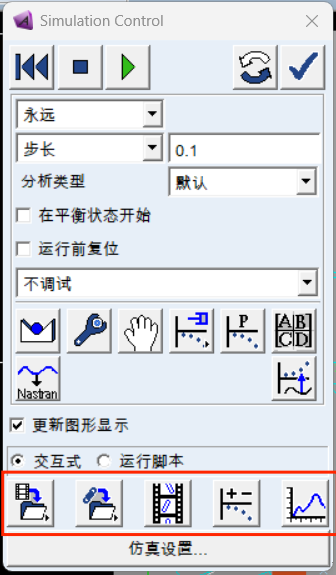 Simulation Control
永远
步长 0.1
分析类型 默认
在平衡状态开始
运行前复位
不调试
P
A B
C D
Nastran
更新图形显示
交互式 运行脚本
仿真设置...